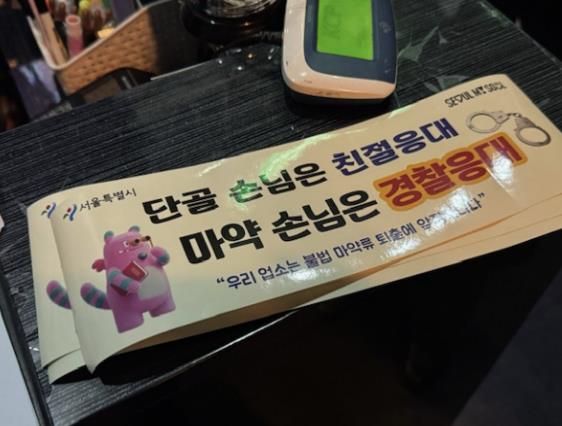 서울특별시
SEOUL MY SOUL
단골 손님은 친절응대
마약 손님은 경찰응대
“우리 업소는 불법 마약류 퇴출에